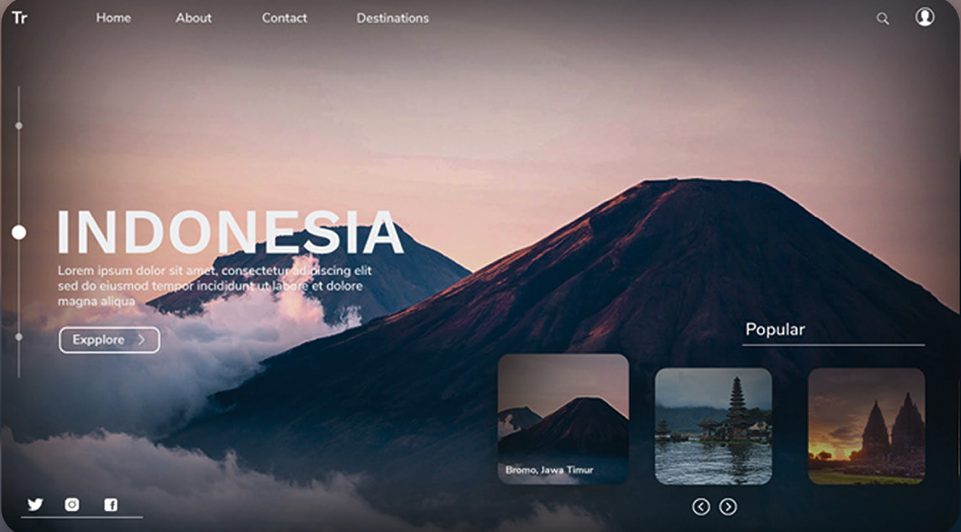 Tr
Home
About
Contact
Destinations
INDONESIA
Lorem ipsum dolor sit amet, consectetur adipiscing elit
sed do eiusmod tempor incididunt ut labore et dolore
magna aliqua
Expplore
Popular
Bromo, Jawa Timur